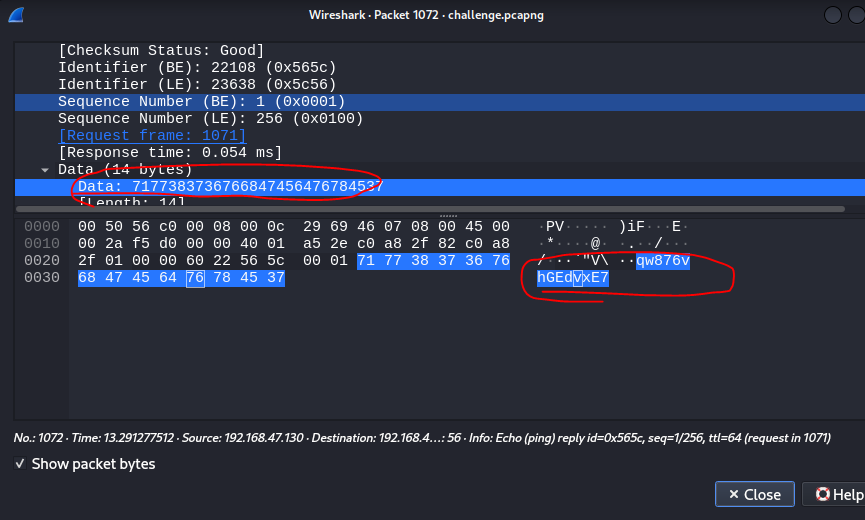 Wireshark · Packet 1072 · challenge.pcapng
[Checksum Status: Good]
Identifier (BE): 22108 (0x565c)
Identifier (LE): 23638 (0x5c56)
Sequence Number (BE): 1 (0x0001)
Sequence Number (LE): 256 (0x0100)
[Request frame: 1071]
[Response time: 0.054 ms]
Data (14 bytes)
Data: 7177383736766847456476784537
[Length: 14]
0000 00 50 56 c0 00 08 00 0c 29 69 46 07 08 00 45 00 ·PV····· )iF···E·
0010 00 2a f5 d0 00 00 40 01 a5 2e c0 a8 2f 82 c0 a8 ·*····@· ·.··/···
0020 2f 01 00 00 60 22 56 5c 00 01 71 77 38 37 36 76 /···`"V\ ··qw876v
0030 68 47 45 64 76 78 45 37 hGEdvxE7
No.: 1072 · Time: 13.291277512 · Source: 192.168.47.130 · Destination: 192.168.4…: 56 · Info: Echo (ping) reply id=0x565c, seq=1/256, ttl=64 (request in 1071)
✓ Show packet bytes
× Close
Help